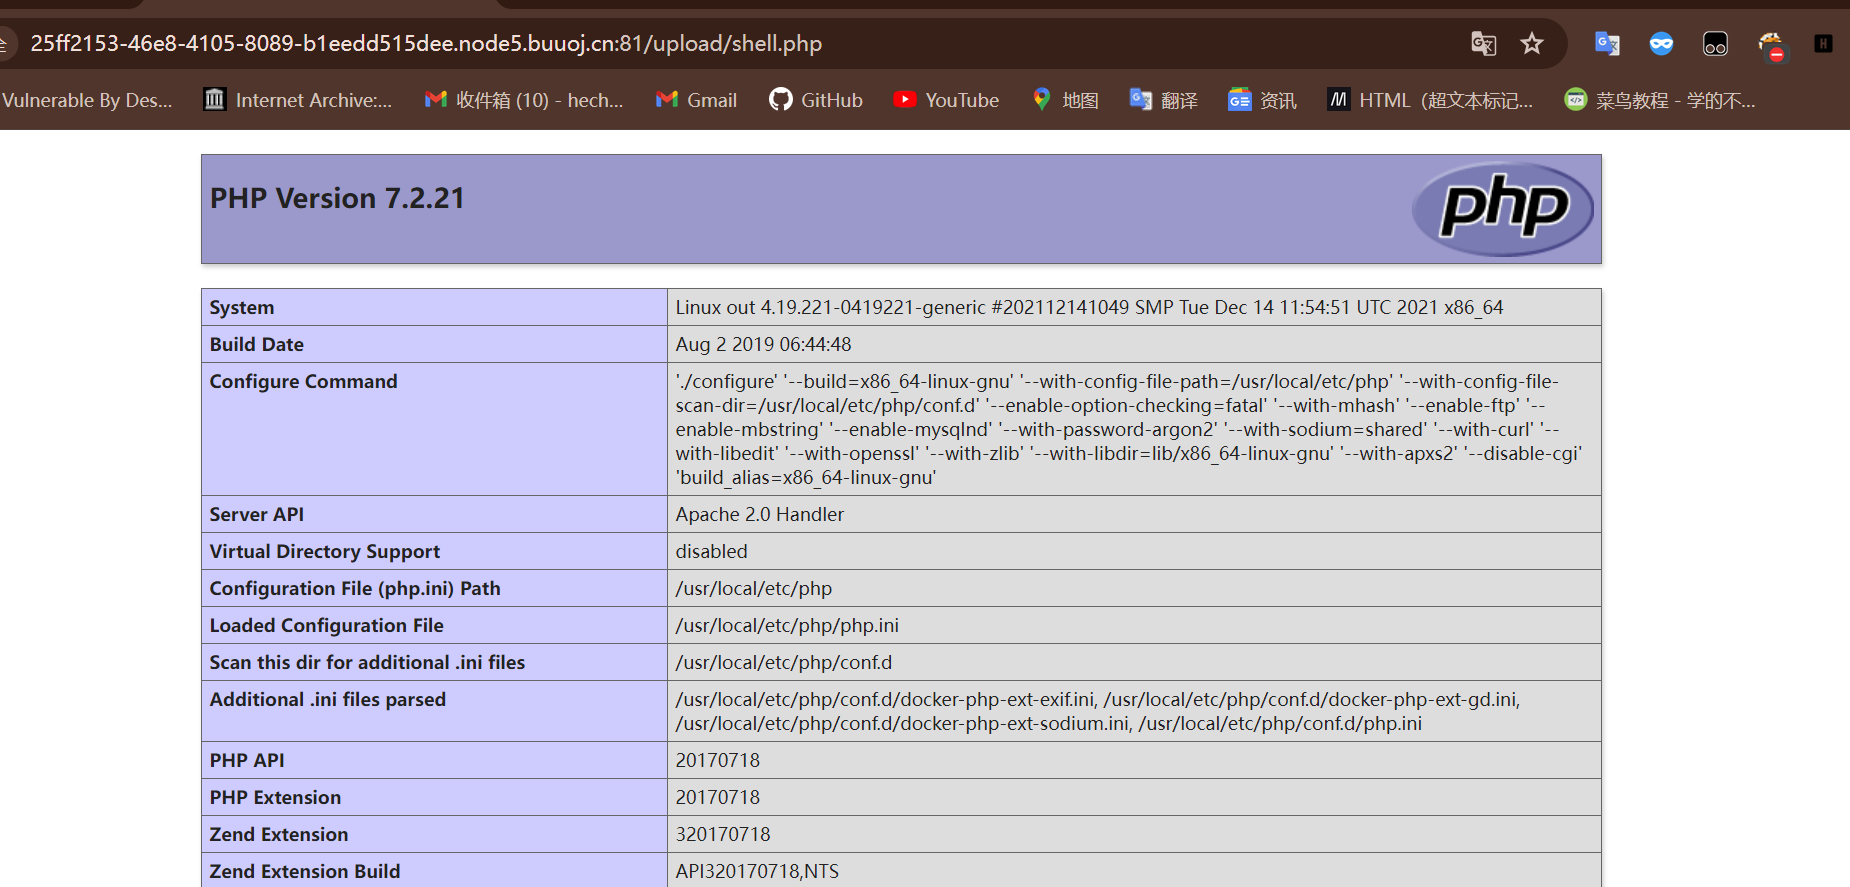 25ff2153-46e8-4105-8089-b1eedd515dee.node5.buuoj.cn:81/upload/shell.php
Vulnerable By Des... Internet Archive:... 收件箱 (10) - hech... Gmail GitHub YouTube 地图 翻译 资讯 HTML（超文本标记... 菜鸟教程 - 学的不...
PHP Version 7.2.21
php
System Linux out 4.19.221-0419221-generic #202112141049 SMP Tue Dec 14 11:54:51 UTC 2021 x86_64
Build Date Aug 2 2019 06:44:48
Configure Command './configure' '--build=x86_64-linux-gnu' '--with-config-file-path=/usr/local/etc/php' '--with-config-file-
scan-dir=/usr/local/etc/php/conf.d' '--enable-option-checking=fatal' '--with-mhash' '--enable-ftp' '--
enable-mbstring' '--enable-mysqlnd' '--with-password-argon2' '--with-sodium=shared' '--with-curl' '--
with-libedit' '--with-openssl' '--with-zlib' '--with-libdir=lib/x86_64-linux-gnu' '--with-apxs2' '--disable-cgi'
'build_alias=x86_64-linux-gnu'
Server API Apache 2.0 Handler
Virtual Directory Support disabled
Configuration File (php.ini) Path /usr/local/etc/php
Loaded Configuration File /usr/local/etc/php/php.ini
Scan this dir for additional .ini files /usr/local/etc/php/conf.d
Additional .ini files parsed /usr/local/etc/php/conf.d/docker-php-ext-exif.ini, /usr/local/etc/php/conf.d/docker-php-ext-gd.ini,
/usr/local/etc/php/conf.d/docker-php-ext-sodium.ini, /usr/local/etc/php/conf.d/php.ini
PHP API 20170718
PHP Extension 20170718
Zend Extension 320170718
Zend Extension Build API320170718,NTS